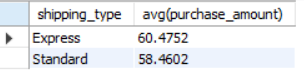 shipping_type avg(purchase_amount)
Express 60.4752
Standard 58.4602